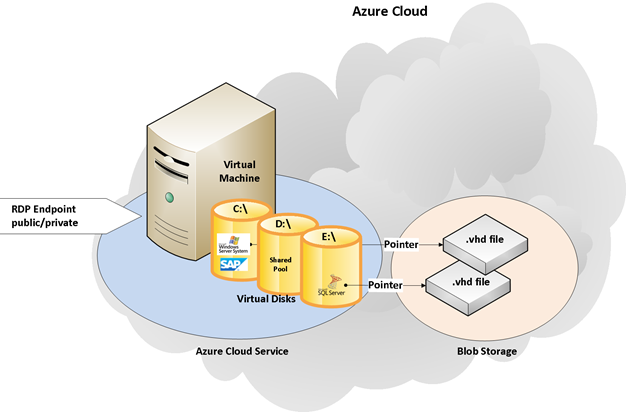 Azure Cloud
Virtual
Machine
RDP Endpoint
public/private
C:\
D:\
E:\
Windows
Server System
SAP
Shared
Pool
SQL Server
Virtual Disks
Pointer
.vhd file
Pointer
.vhd file
Azure Cloud Service
Blob Storage